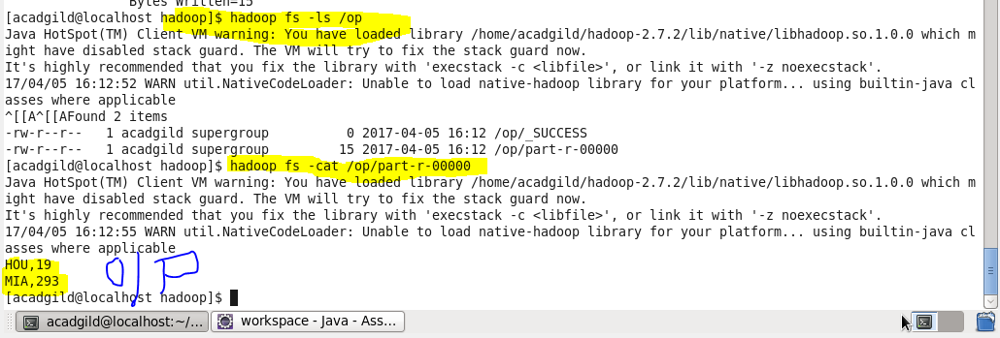 Bytes Written=15
[acadgild@localhost hadoop]$ hadoop fs -ls /op
Java HotSpot(TM) Client VM warning: You have loaded library /home/acadgild/hadoop-2.7.2/lib/native/libhadoop.so.1.0.0 which m
ight have disabled stack guard. The VM will try to fix the stack guard now.
It's highly recommended that you fix the library with 'execstack -c <libfile>', or link it with '-z noexecstack'.
17/04/05 16:12:52 WARN util.NativeCodeLoader: Unable to load native-hadoop library for your platform... using builtin-java cl
asses where applicable
^[[A^[[AFound 2 items
-rw-r--r--   1 acadgild supergroup          0 2017-04-05 16:12 /op/_SUCCESS
-rw-r--r--   1 acadgild supergroup         15 2017-04-05 16:12 /op/part-r-00000
[acadgild@localhost hadoop]$ hadoop fs -cat /op/part-r-00000
Java HotSpot(TM) Client VM warning: You have loaded library /home/acadgild/hadoop-2.7.2/lib/native/libhadoop.so.1.0.0 which m
ight have disabled stack guard. The VM will try to fix the stack guard now.
It's highly recommended that you fix the library with 'execstack -c <libfile>', or link it with '-z noexecstack'.
17/04/05 16:12:55 WARN util.NativeCodeLoader: Unable to load native-hadoop library for your platform... using builtin-java cl
asses where applicable
HOU,19
MIA,293
O/P
[acadgild@localhost hadoop]$
acadgild@localhost:~/... workspace - Java - Ass...